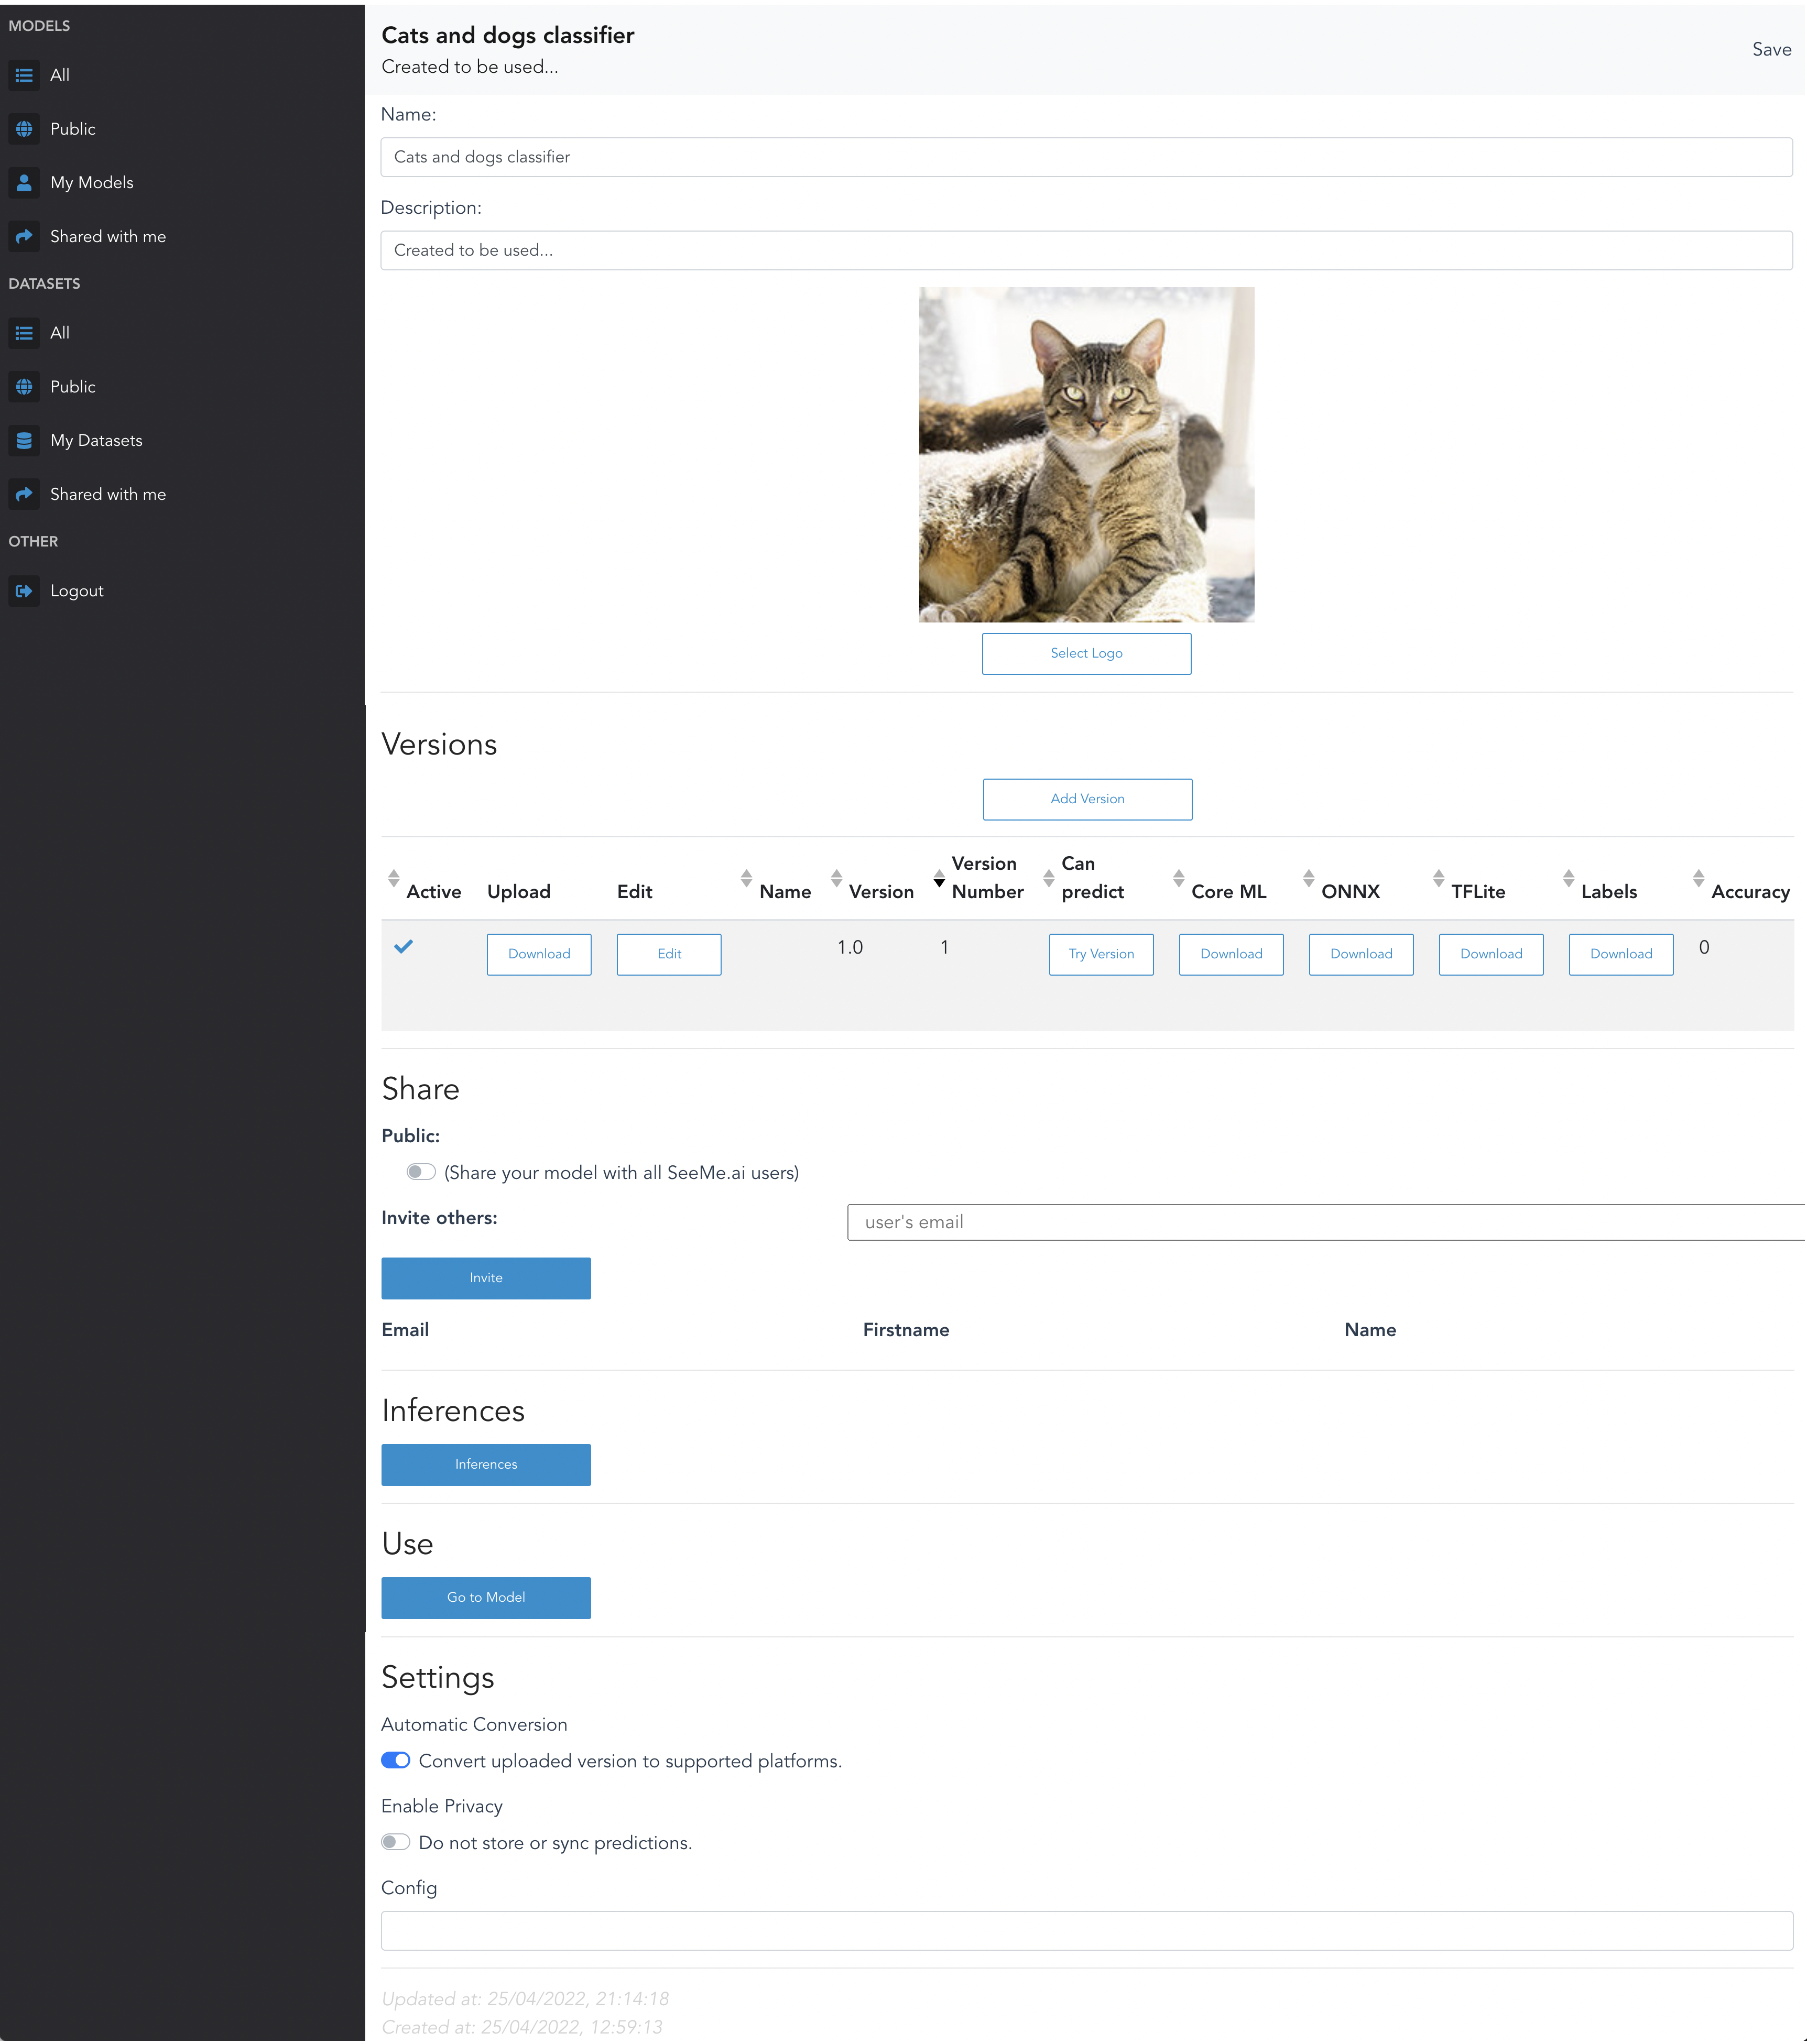 MODELS
All
Public
My Models
Shared with me
DATASETS
All
Public
My Datasets
Shared with me
OTHER
Logout
Cats and dogs classifier
Created to be used...
Save
Name:
Cats and dogs classifier
Description:
Created to be used...
Select Logo
Versions
Add Version
Active Upload Edit Name Version Version Number Can predict Core ML ONNX TFLite Labels Accuracy
Download Edit 1.0 1 Try Version Download Download Download Download 0
Share
Public:
(Share your model with all SeeMe.ai users)
Invite others: user's email
Invite
Email Firstname Name
Inferences
Inferences
Use
Go to Model
Settings
Automatic Conversion
Convert uploaded version to supported platforms.
Enable Privacy
Do not store or sync predictions.
Config
Updated at: 25/04/2022, 21:14:18
Created at: 25/04/2022, 12:59:13